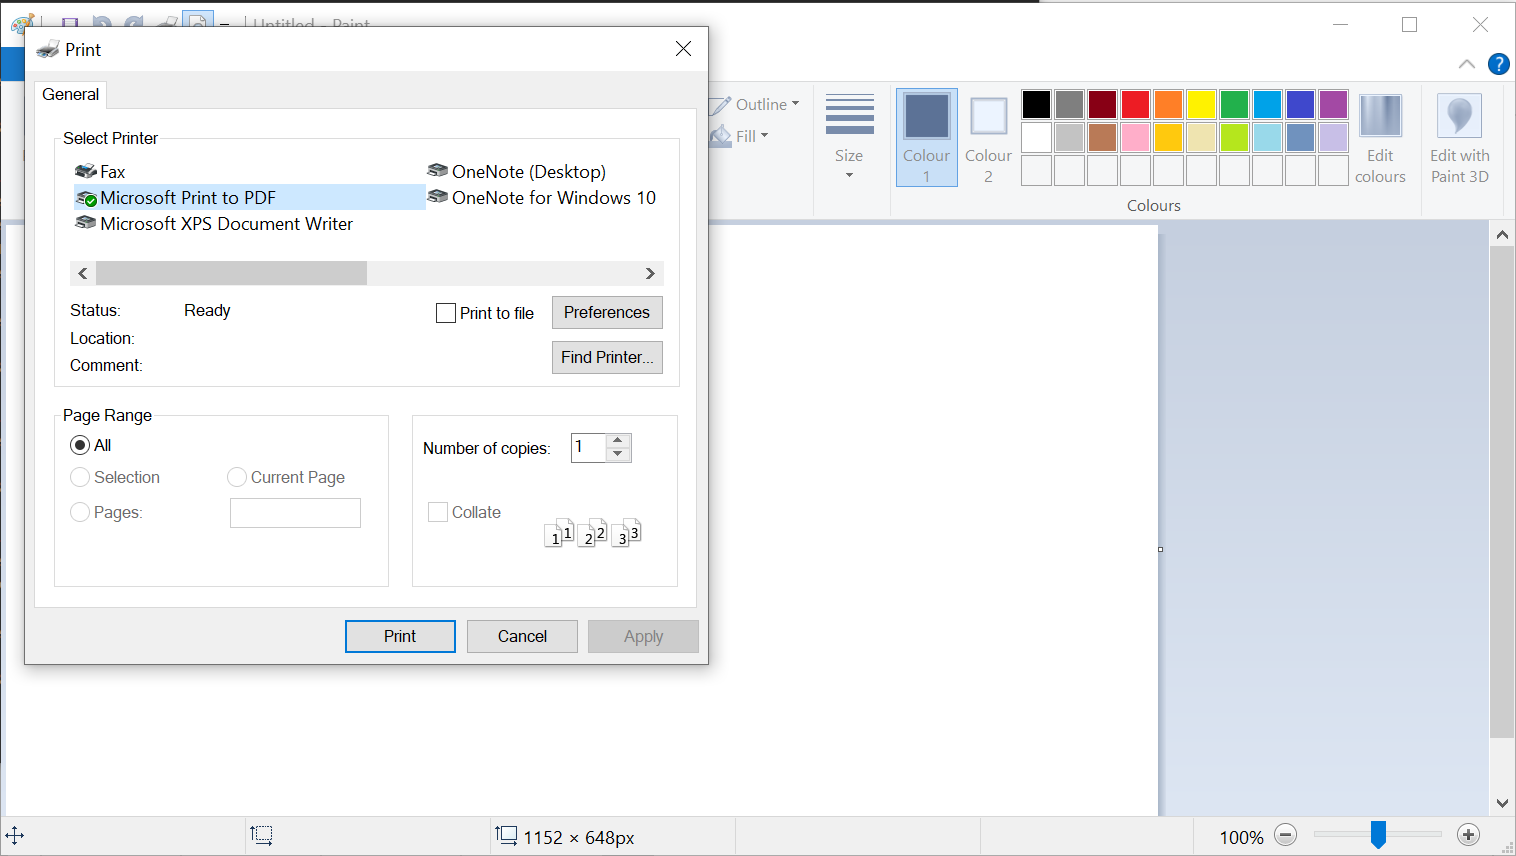 Untitled - Paint
Print
General
Select Printer
Fax
OneNote (Desktop)
Microsoft Print to PDF
OneNote for Windows 10
Microsoft XPS Document Writer
Status: Ready
Print to file
Preferences
Location:
Comment:
Find Printer...
Page Range
All
Selection
Current Page
Pages:
Number of copies: 1
Collate
1 1 2 2 3 3
Print
Cancel
Apply
Outline
Fill
Size
Colour
1
Colour
2
Edit
colours
Edit with
Paint 3D
Colours
?
1152 × 648px
100%